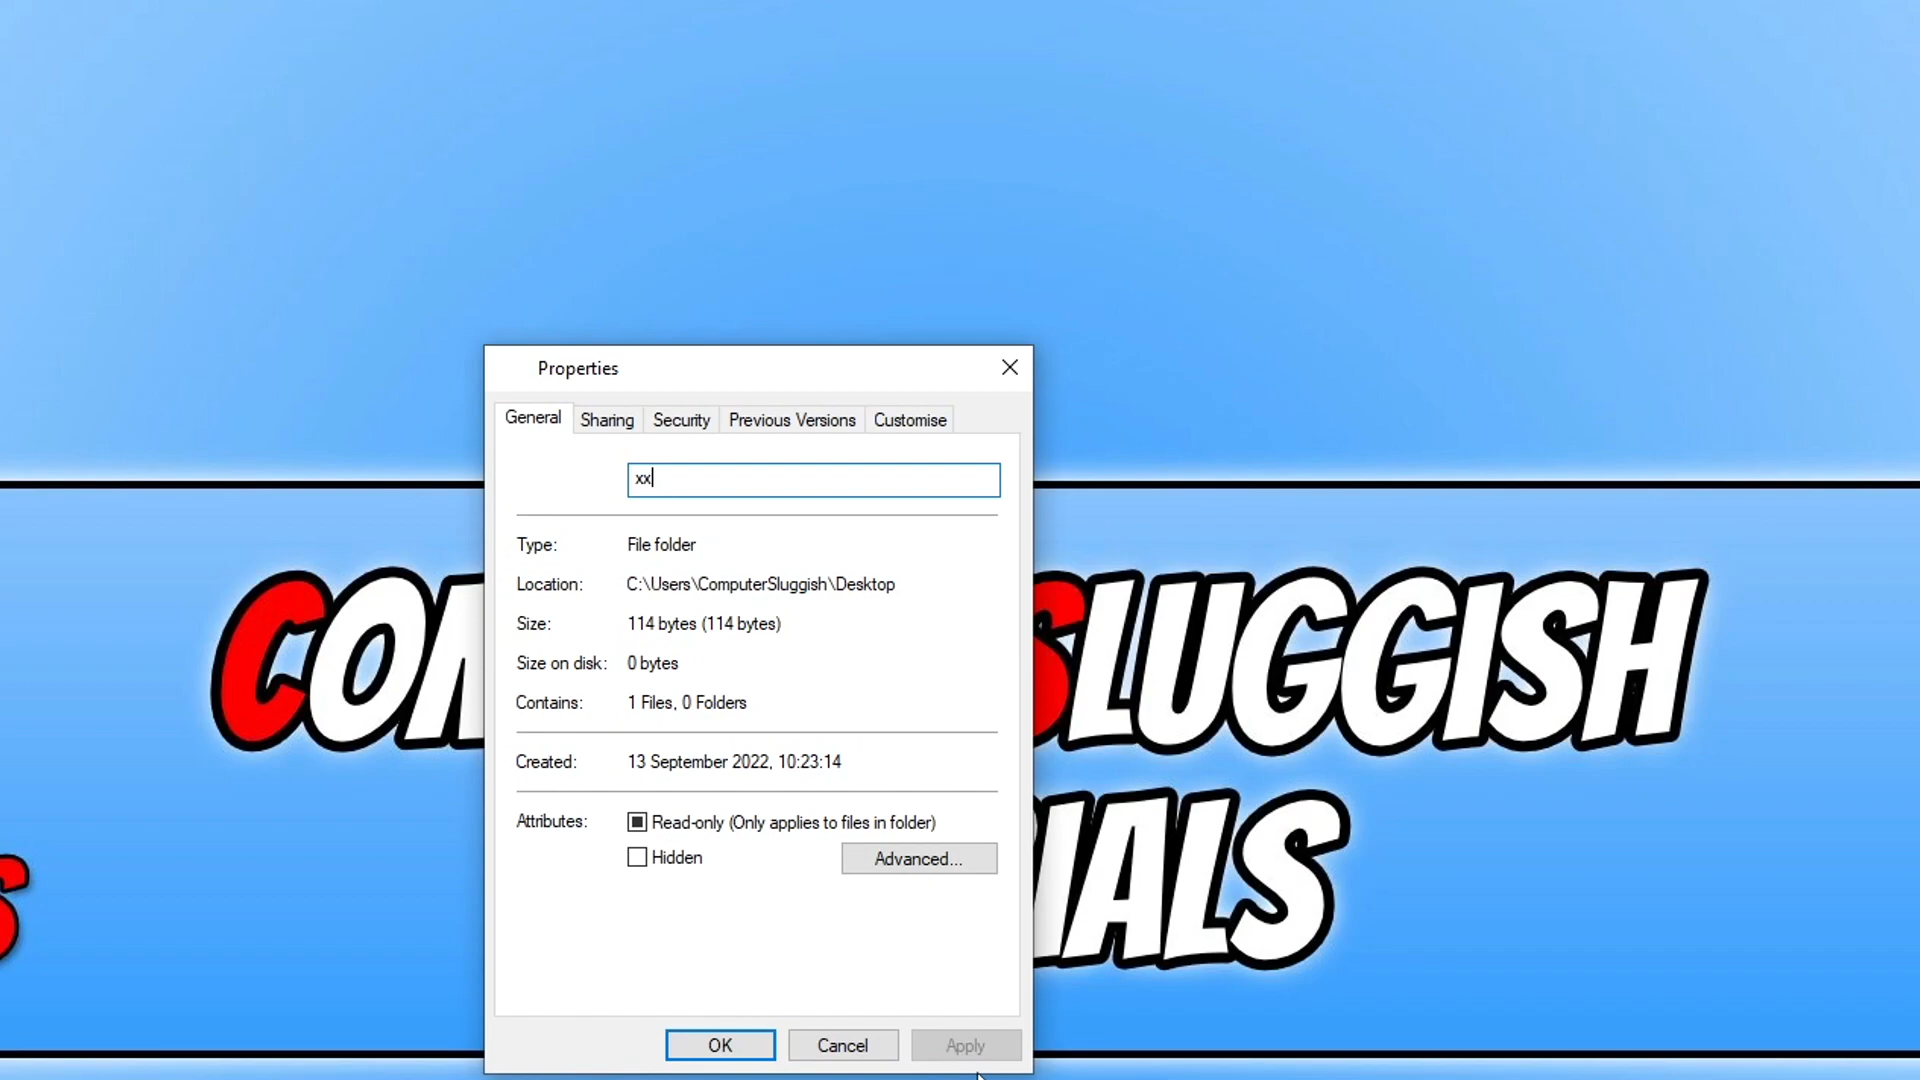 Properties
General Sharing Security Previous Versions Customise
xx
Type: File folder
Location: C:\Users\ComputerSluggish\Desktop
Size: 114 bytes (114 bytes)
Size on disk: 0 bytes
Contains: 1 Files, 0 Folders
Created: 13 September 2022, 10:23:14
Attributes: Read-only (Only applies to files in folder)
Hidden Advanced...
OK Cancel Apply
COM SLUGGISH
IALS
S